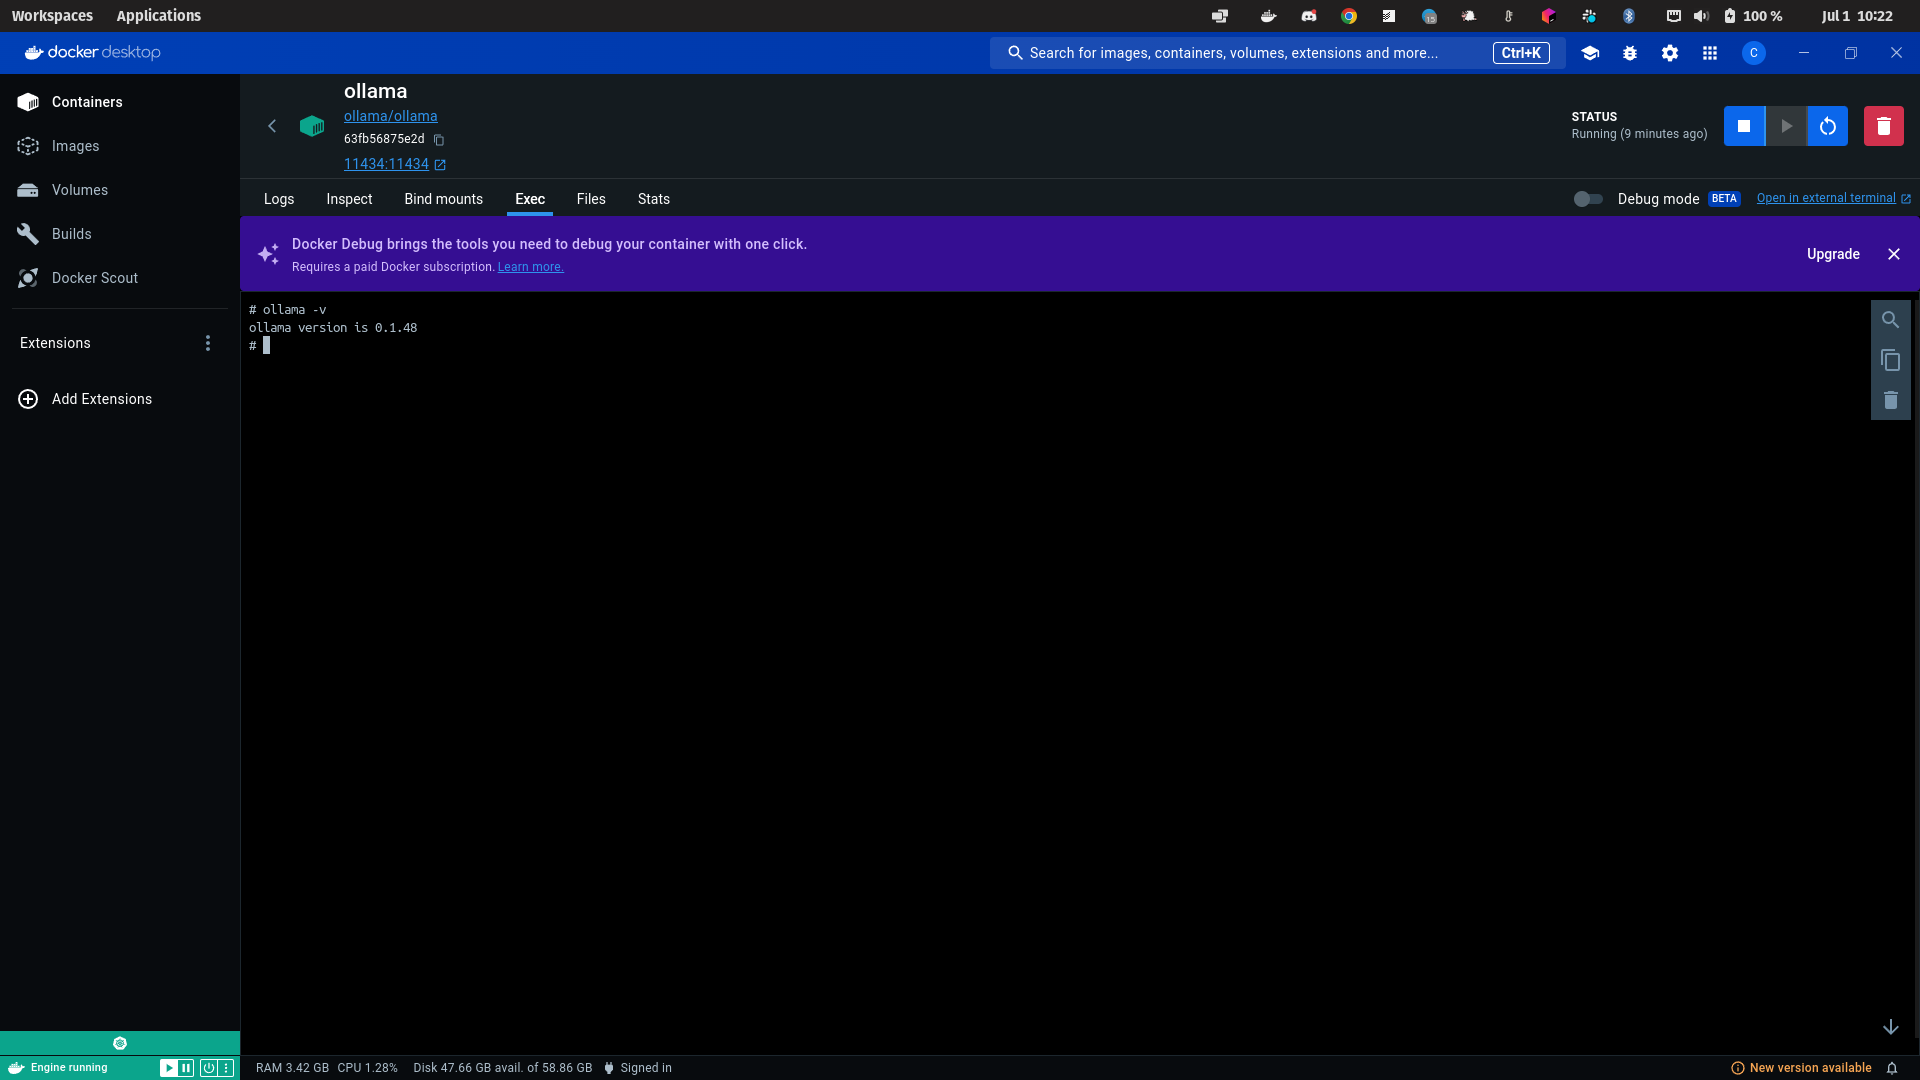 Workspaces Applications
15
100 %
Jul 1 10:22
docker desktop
Search for images, containers, volumes, extensions and more... Ctrl+K
C
Containers
Images
Volumes
Builds
Docker Scout
Extensions
Add Extensions
ollama
ollama/ollama
63fb56875e2d
11434:11434
STATUS
Running (9 minutes ago)
Logs Inspect Bind mounts Exec Files Stats
Debug mode BETA Open in external terminal
Docker Debug brings the tools you need to debug your container with one click.
Requires a paid Docker subscription. Learn more.
Upgrade
# ollama -v
ollama version is 0.1.48
#
Engine running
RAM 3.42 GB CPU 1.28% Disk 47.66 GB avail. of 58.86 GB Signed in
New version available